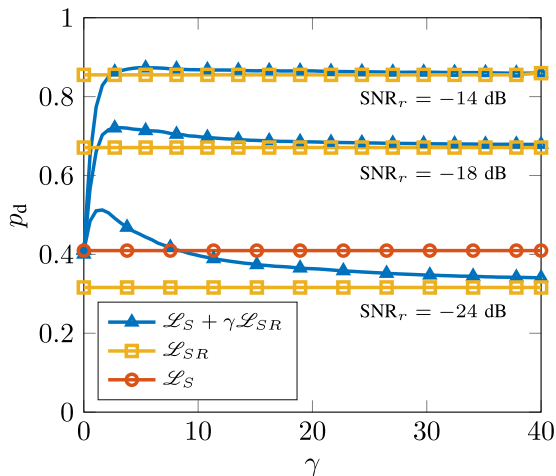 1
0.8
0.6
0.4
0.2
0
p_d
SNR_r = −14 dB
SNR_r = −18 dB
SNR_r = −24 dB
ℒ_S + γℒ_SR
ℒ_SR
ℒ_S
0 10 20 30 40
γ